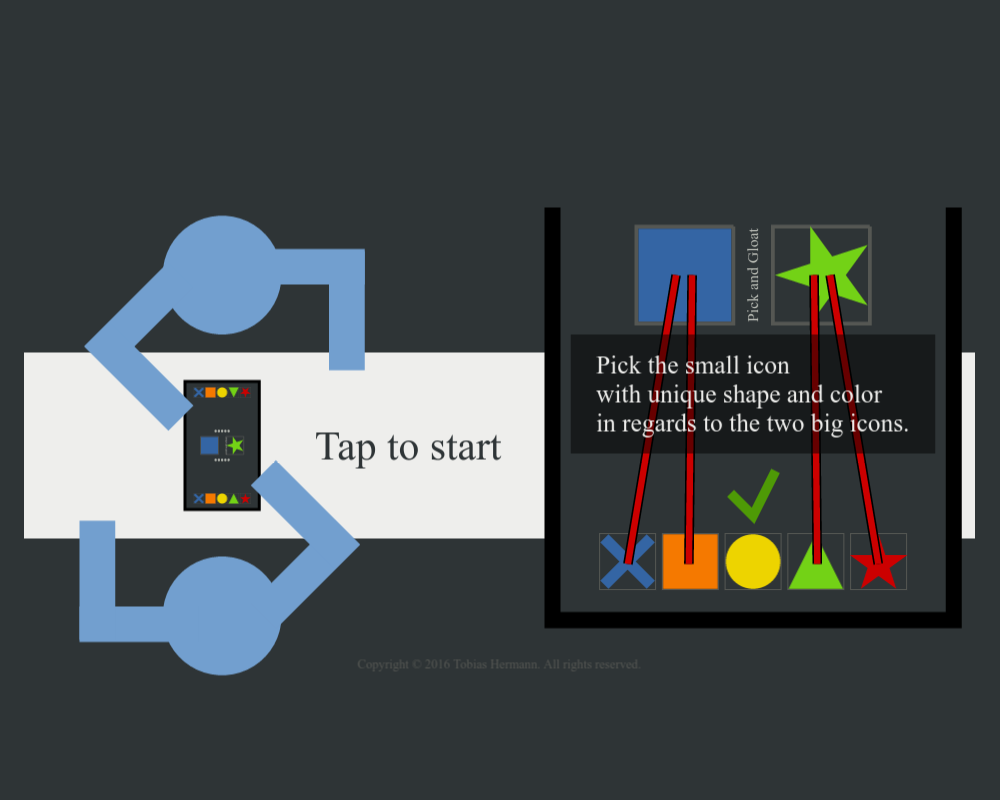 Pick and Gloat
Pick the small icon
with unique shape and color
in regards to the two big icons.
Tap to start
Copyright © 2016 Tobias Hermann. All rights reserved.